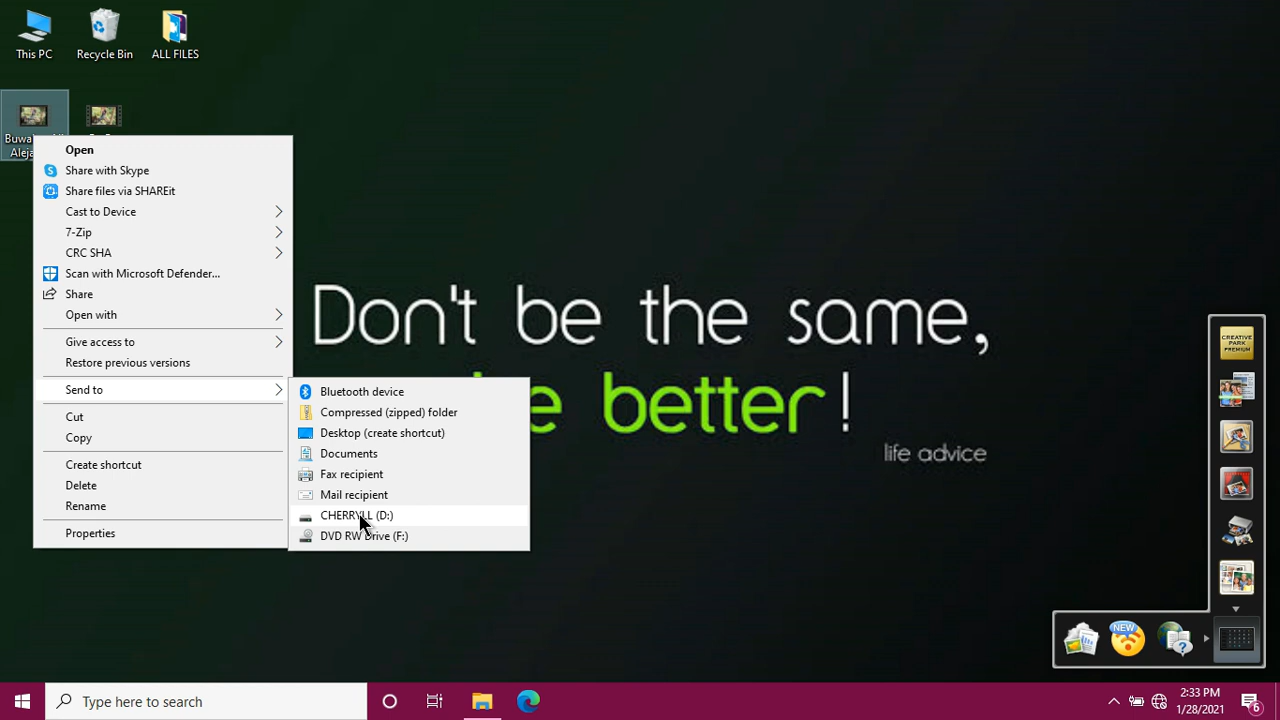 This PC
Recycle Bin
ALL FILES
Open
Share with Skype
Share files via SHAREit
Cast to Device
7-Zip
CRC SHA
Scan with Microsoft Defender...
Share
Open with
Give access to
Restore previous versions
Send to
Cut
Copy
Create shortcut
Delete
Rename
Properties
Bluetooth device
Compressed (zipped) folder
Desktop (create shortcut)
Documents
Fax recipient
Mail recipient
(D:)
DVD RW Drive (F:)
Don't be the same,
better!
life advice
CREATIVE
PARK
PREMIUM
NEW
Type here to search
2:33 PM
1/28/2021
6